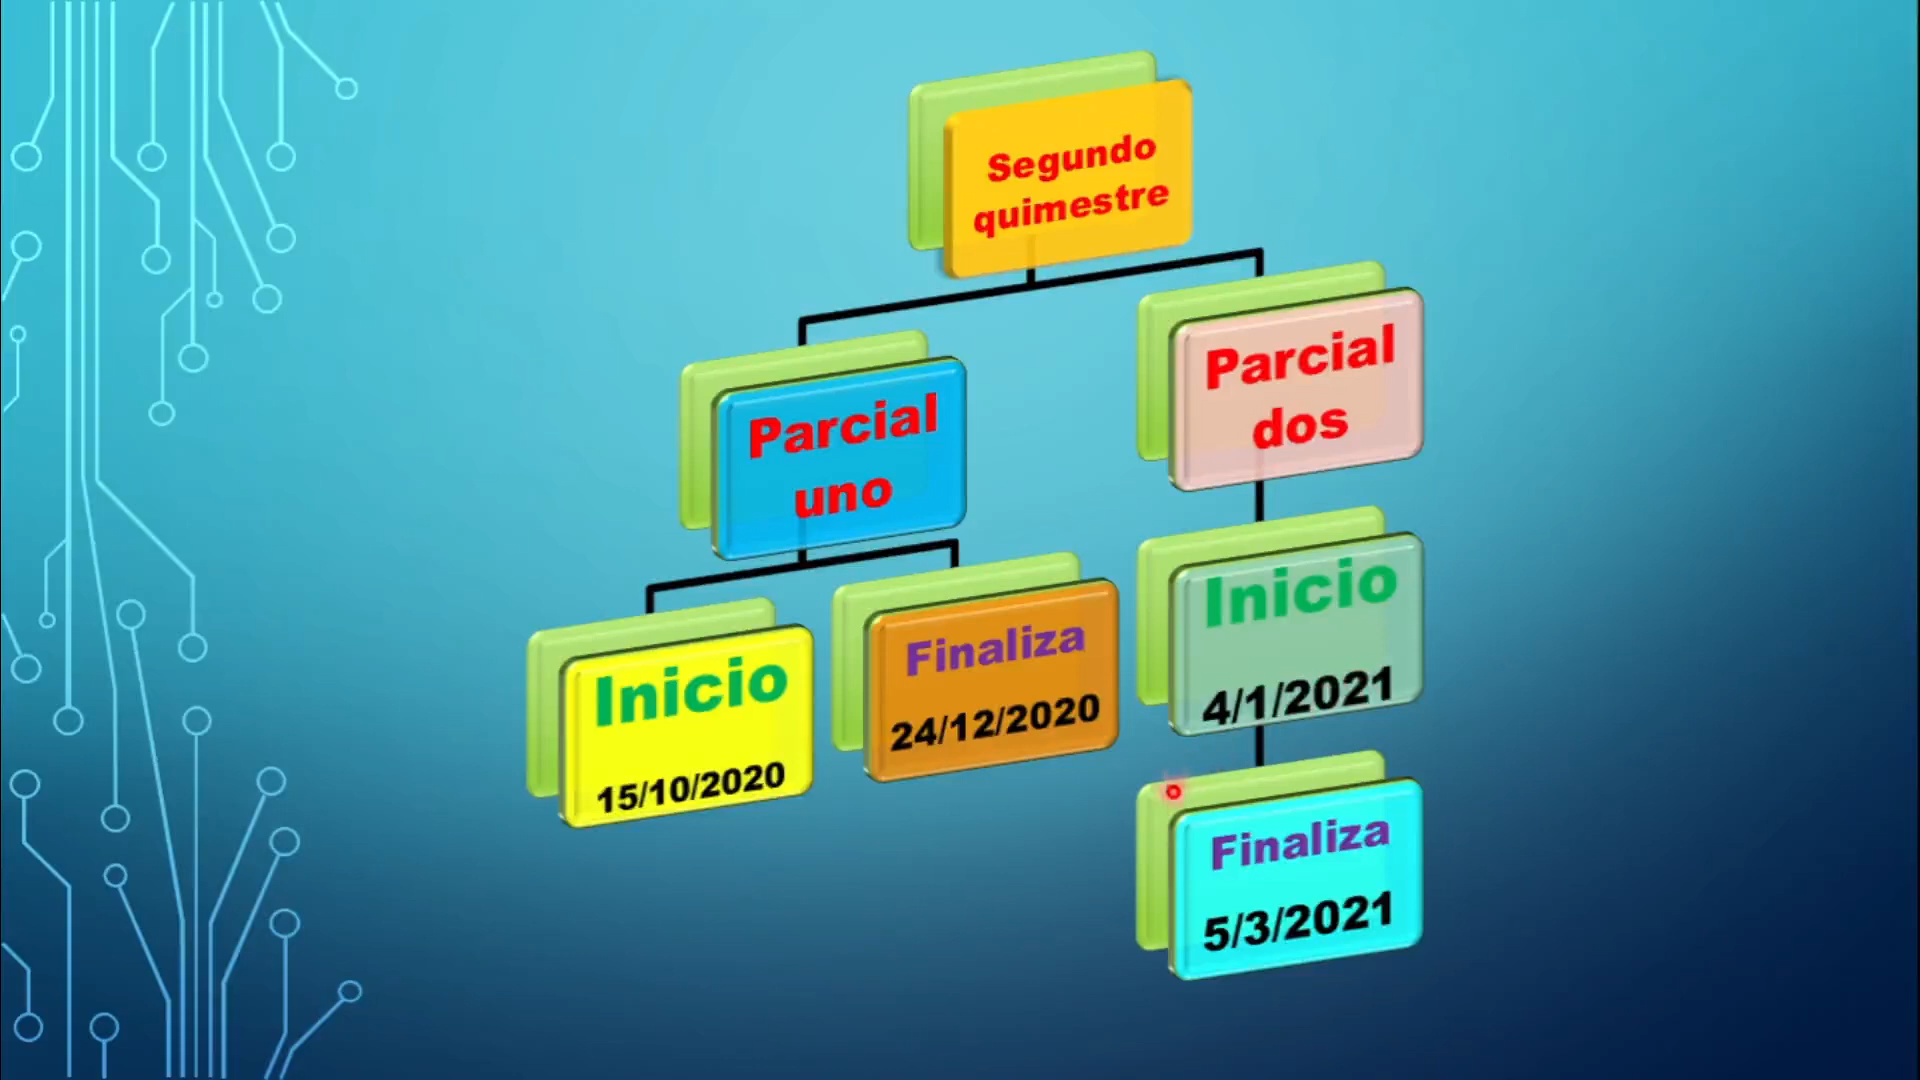 Segundo
quimestre
Parcial
uno
Inicio
15/10/2020
Finaliza
24/12/2020
Parcial
dos
Inicio
4/1/2021
Finaliza
5/3/2021